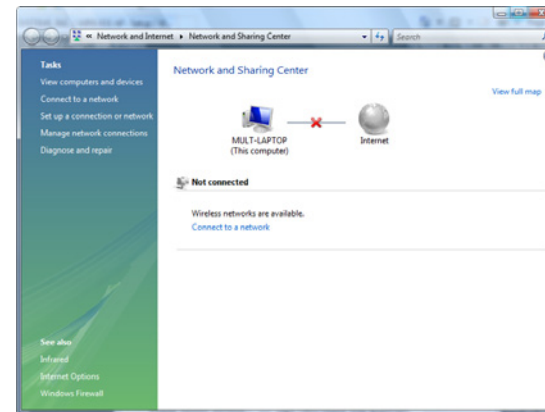 « Network and Internet ▸ Network and Sharing Center
Search
Tasks
View computers and devices
Connect to a network
Set up a connection or network
Manage network connections
Diagnose and repair
See also
Infrared
Internet Options
Windows Firewall
Network and Sharing Center
View full map
MULT-LAPTOP
(This computer)
Internet
Not connected
Wireless networks are available.
Connect to a network